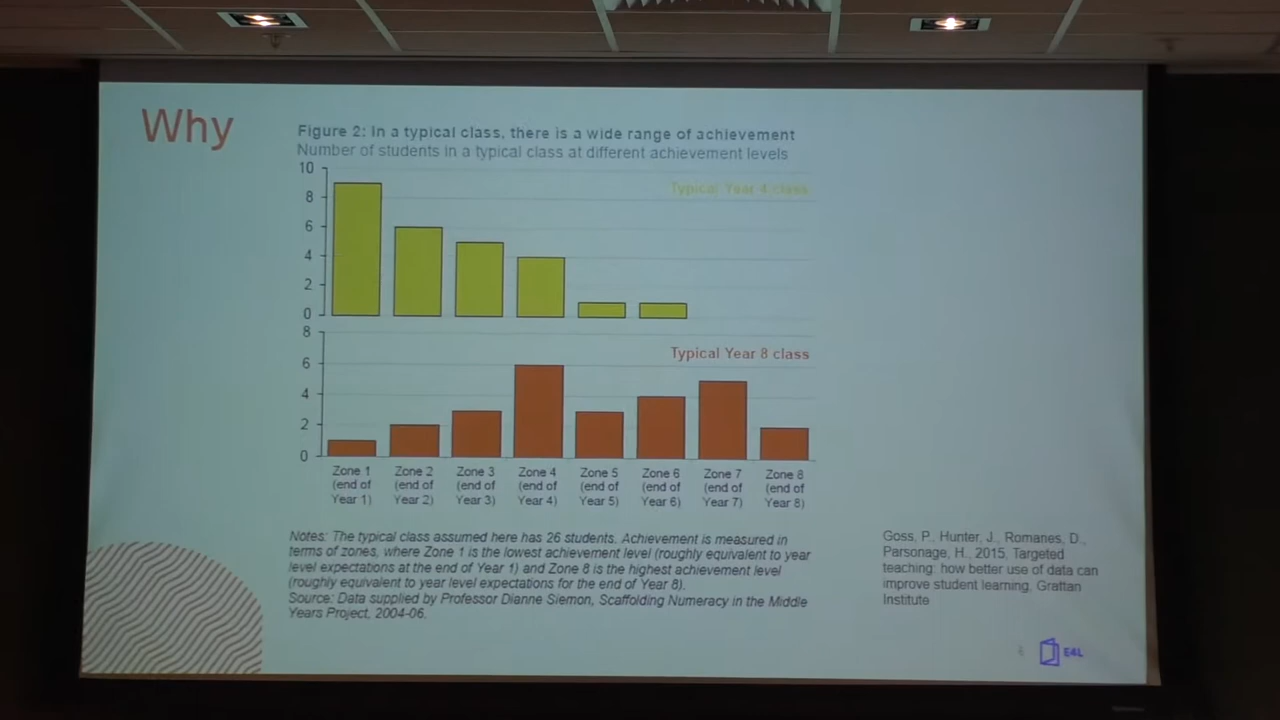 Why
Figure 2: In a typical class, there is a wide range of achievement
Number of students in a typical class at different achievement levels
10
8
6
4
2
0
Typical Year 4 class
8
6
4
2
0
Typical Year 8 class
Zone 1 (end of Year 1)
Zone 2 (end of Year 2)
Zone 3 (end of Year 3)
Zone 4 (end of Year 4)
Zone 5 (end of Year 5)
Zone 6 (end of Year 6)
Zone 7 (end of Year 7)
Zone 8 (end of Year 8)
Notes: The typical class assumed here has 26 students. Achievement is measured in
terms of zones, where Zone 1 is the lowest achievement level (roughly equivalent to year
level expectations at the end of Year 1) and Zone 8 is the highest achievement level
(roughly equivalent to year level expectations for the end of Year 8).
Source: Data supplied by Professor Dianne Siemon, Scaffolding Numeracy in the Middle
Years Project, 2004-06.
Goss, P., Hunter, J., Romanes, D.,
Parsonage, H., 2015, Targeted
teaching: how better use of data can
improve student learning, Grattan
Institute
E4L